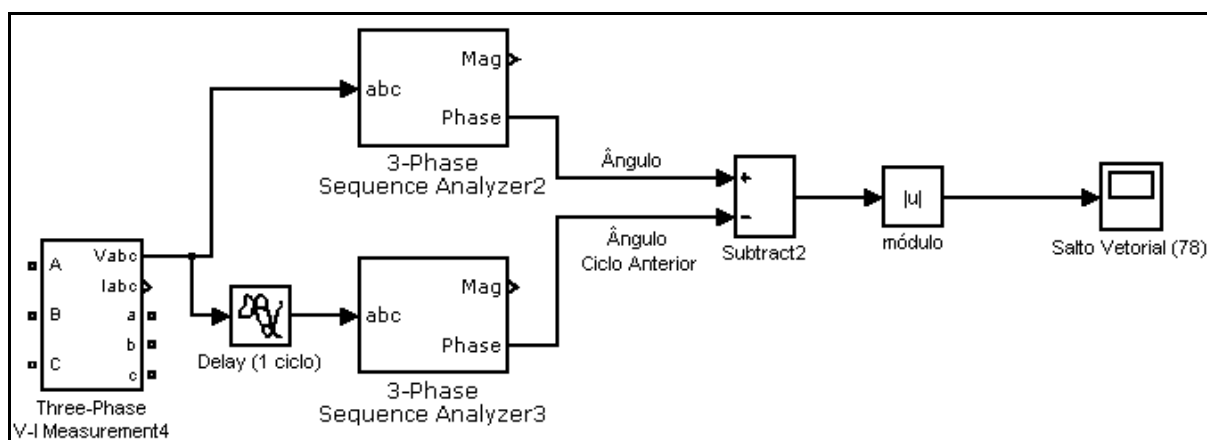 Mag
abc
Phase
3-Phase
Sequence Analyzer2
Ângulo
+
−
Subtract2
|u|
módulo
Salto Vetorial (78)
Ângulo
Ciclo Anterior
Vabc
A
Iabc
B
a
b
C
c
Three-Phase
V-I Measurement4
Delay (1 ciclo)
Mag
abc
Phase
3-Phase
Sequence Analyzer3